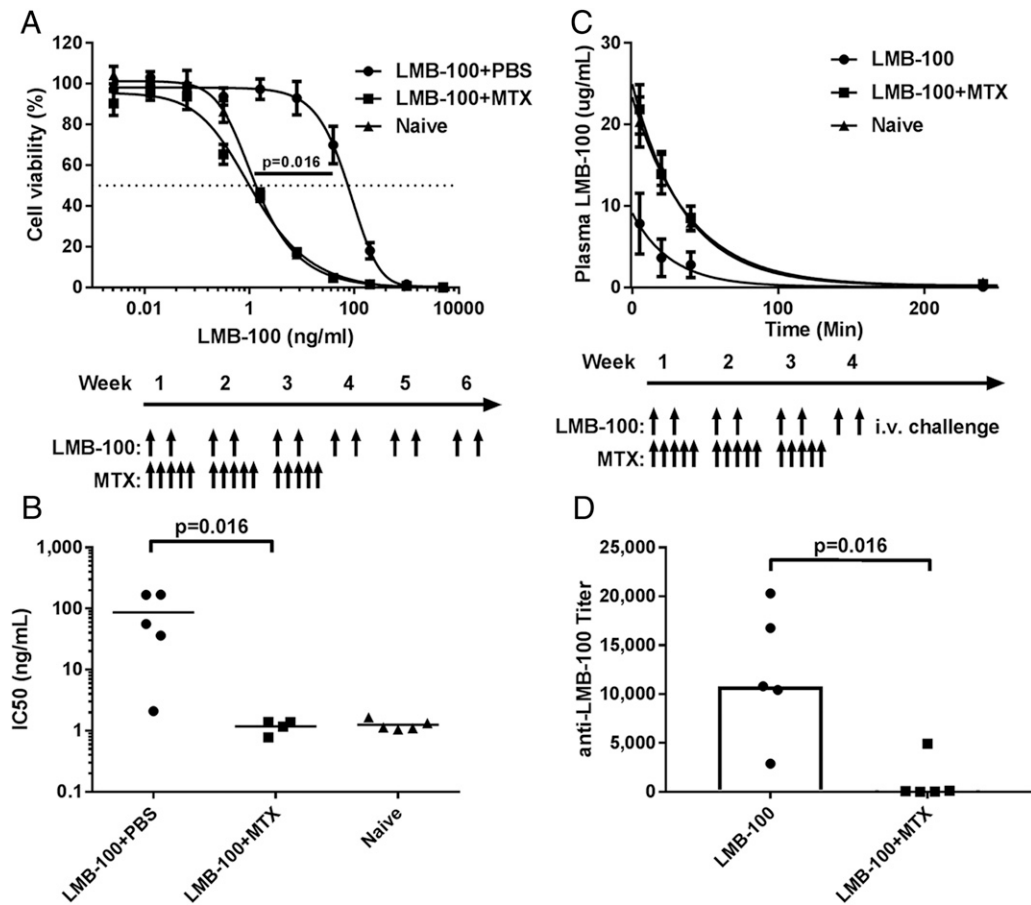 A
120
100
80
60
40
20
0
Cell viability (%)
LMB-100+PBS
LMB-100+MTX
Naive
p=0.016
0.01
1
100
10000
LMB-100 (ng/ml)
Week
1 2 3 4 5 6
LMB-100:
MTX:
C
30
20
10
0
Plasma LMB-100 (ug/mL)
LMB-100
LMB-100+MTX
Naive
0
100
200
Time (Min)
Week
1 2 3 4
LMB-100:
i.v. challenge
MTX:
B
p=0.016
1,000
100
10
1
0.1
IC50 (ng/mL)
LMB-100+PBS
LMB-100+MTX
Naive
D
p=0.016
25,000
20,000
15,000
10,000
5,000
0
anti-LMB-100 Titer
LMB-100
LMB-100+MTX